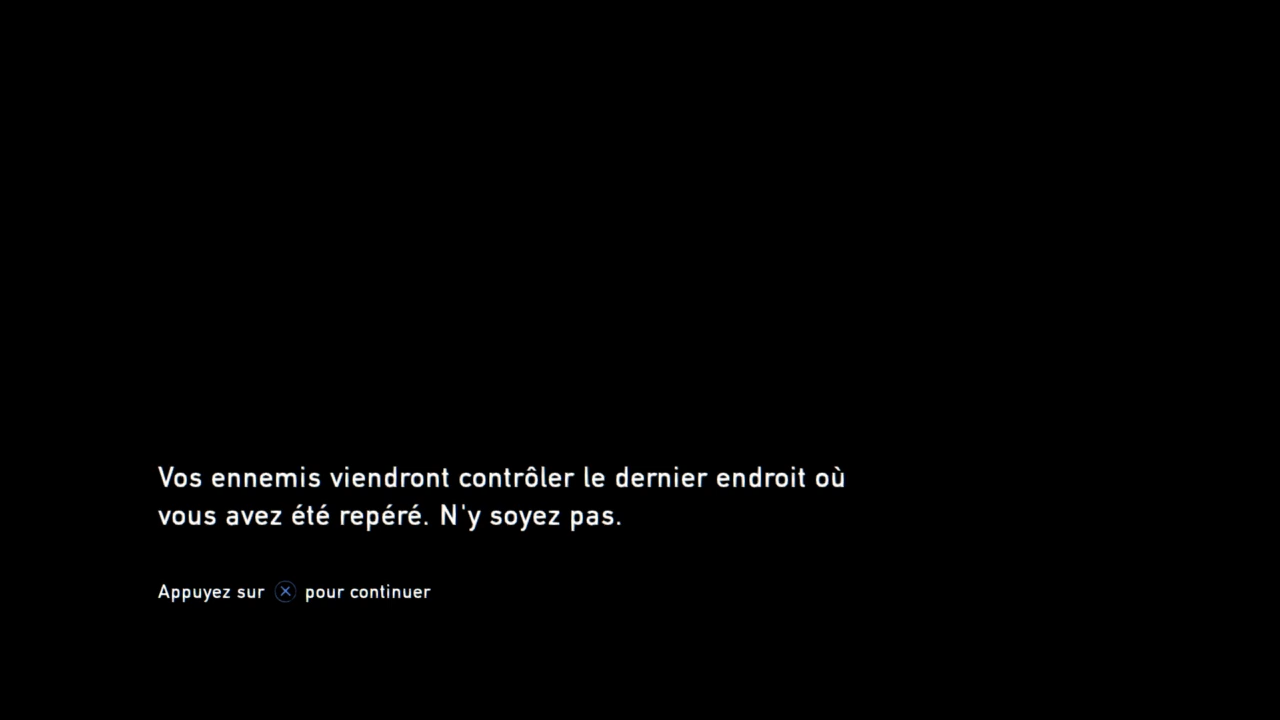 Vos ennemis viendront contrôler le dernier endroit où
vous avez été repéré. N'y soyez pas.
Appuyez sur ⓧ pour continuer